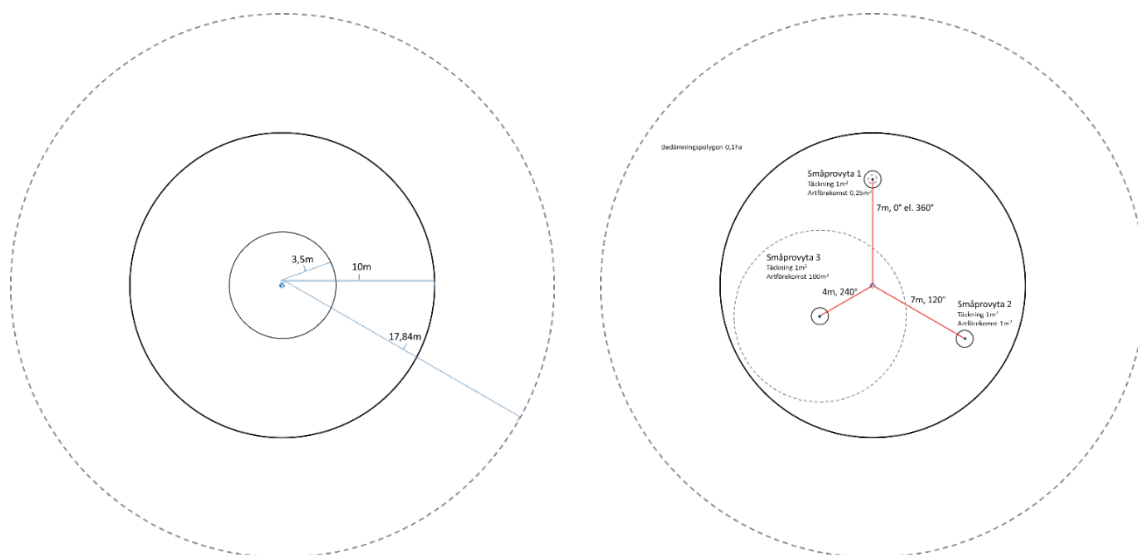 3,5m
10m
17,84m
Bedömningspolygon 0,1ha
Småprovyta 1
Täckning 1m²
Artförekomst 0,25m²
7m, 0° el. 360°
Småprovyta 3
Täckning 1m²
Artförekomst 100m²
4m, 240°
7m, 120°
Småprovyta 2
Täckning 1m²
Artförekomst 1m²